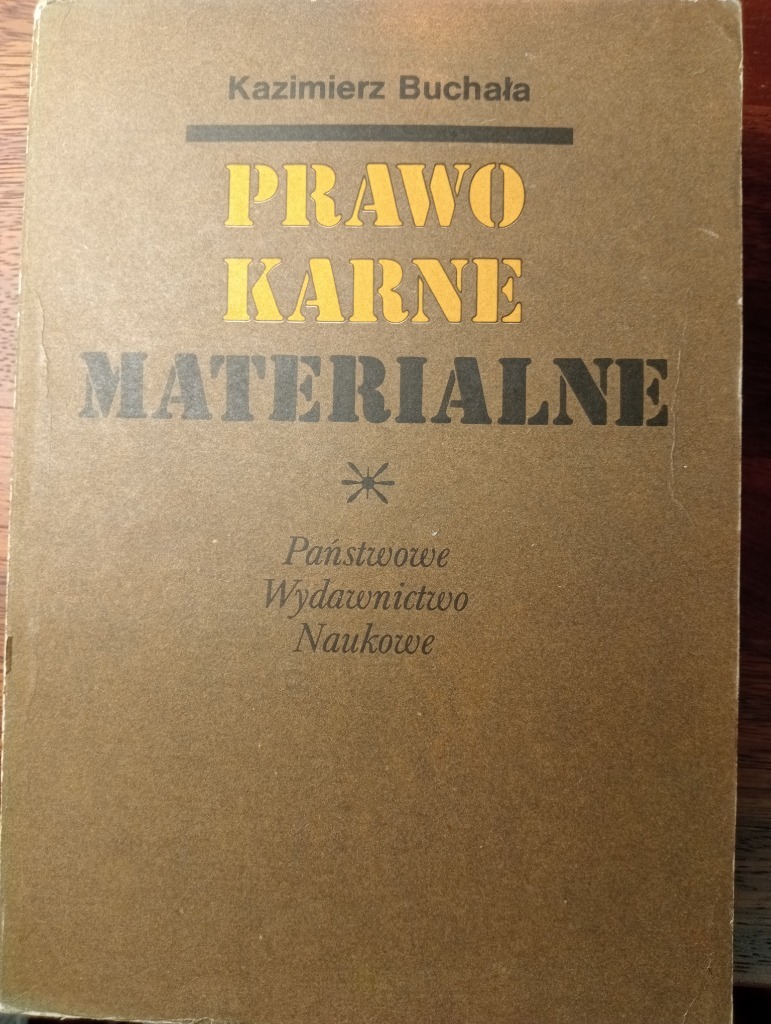 Kazimierz Buchała
PRAWO
KARNE
MATERIALNE
Państwowe
Wydawnictwo
Naukowe